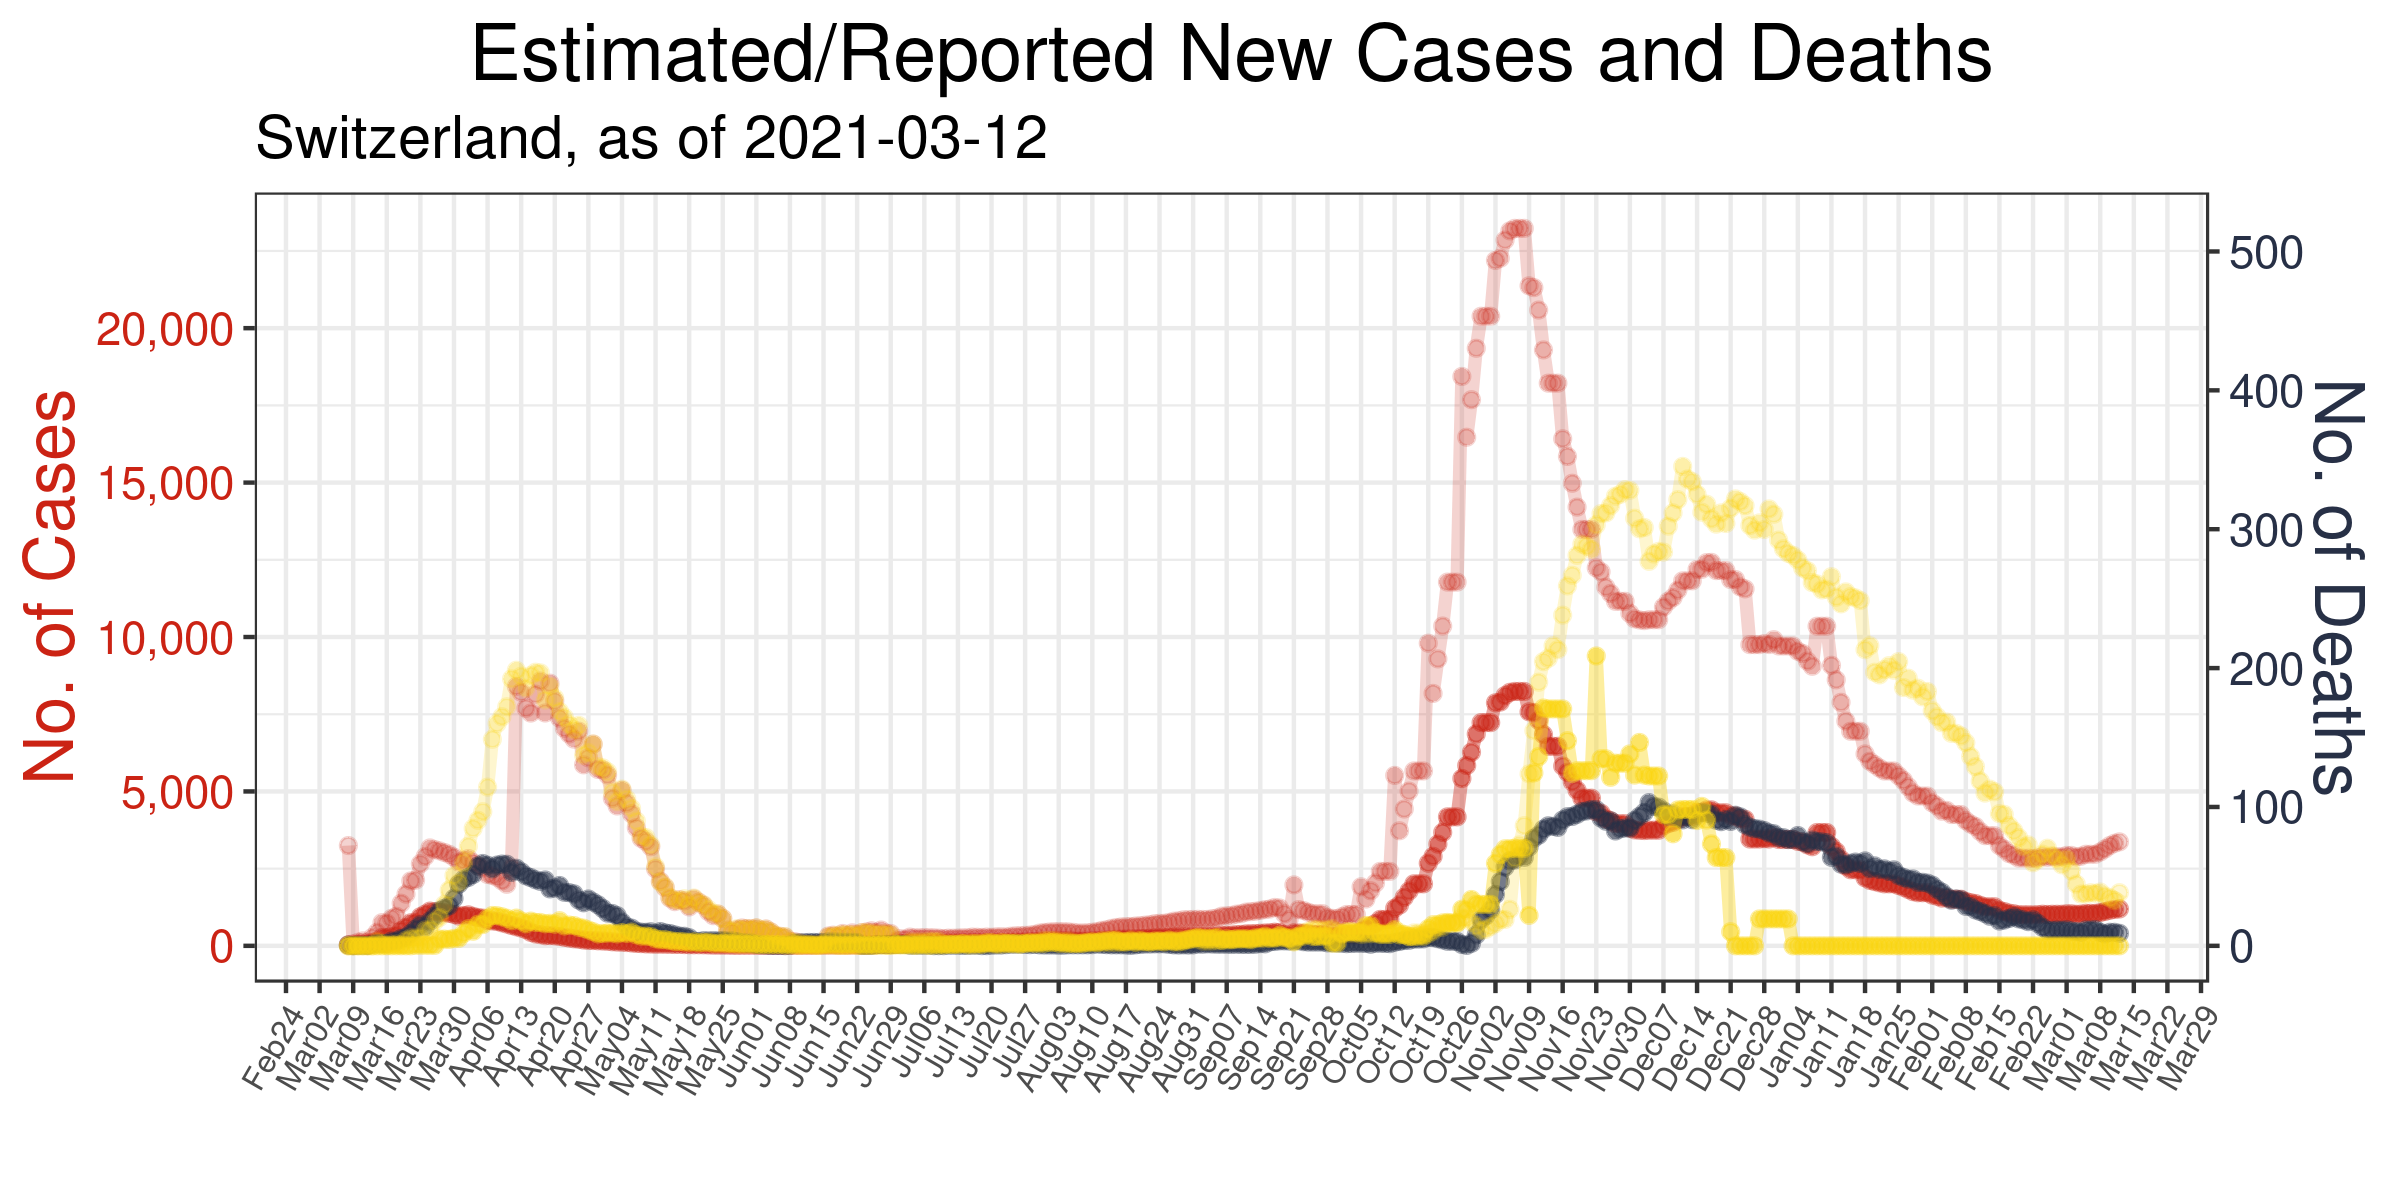 Estimated/Reported New Cases and Deaths
Switzerland, as of 2021-03-12
No. of Cases
20,000
15,000
10,000
5,000
0
500
400
300
200
100
0
No. of Deaths
Feb24
Mar02
Mar09
Mar16
Mar23
Mar30
Apr06
Apr13
Apr20
Apr27
May04
May11
May18
May25
Jun01
Jun08
Jun15
Jun22
Jun29
Jul06
Jul13
Jul20
Jul27
Aug03
Aug10
Aug17
Aug24
Aug31
Sep07
Sep14
Sep21
Sep28
Oct05
Oct12
Oct19
Oct26
Nov02
Nov09
Nov16
Nov23
Nov30
Dec07
Dec14
Dec21
Dec28
Jan04
Jan11
Jan18
Jan25
Feb01
Feb08
Feb15
Feb22
Mar01
Mar08
Mar15
Mar22
Mar29